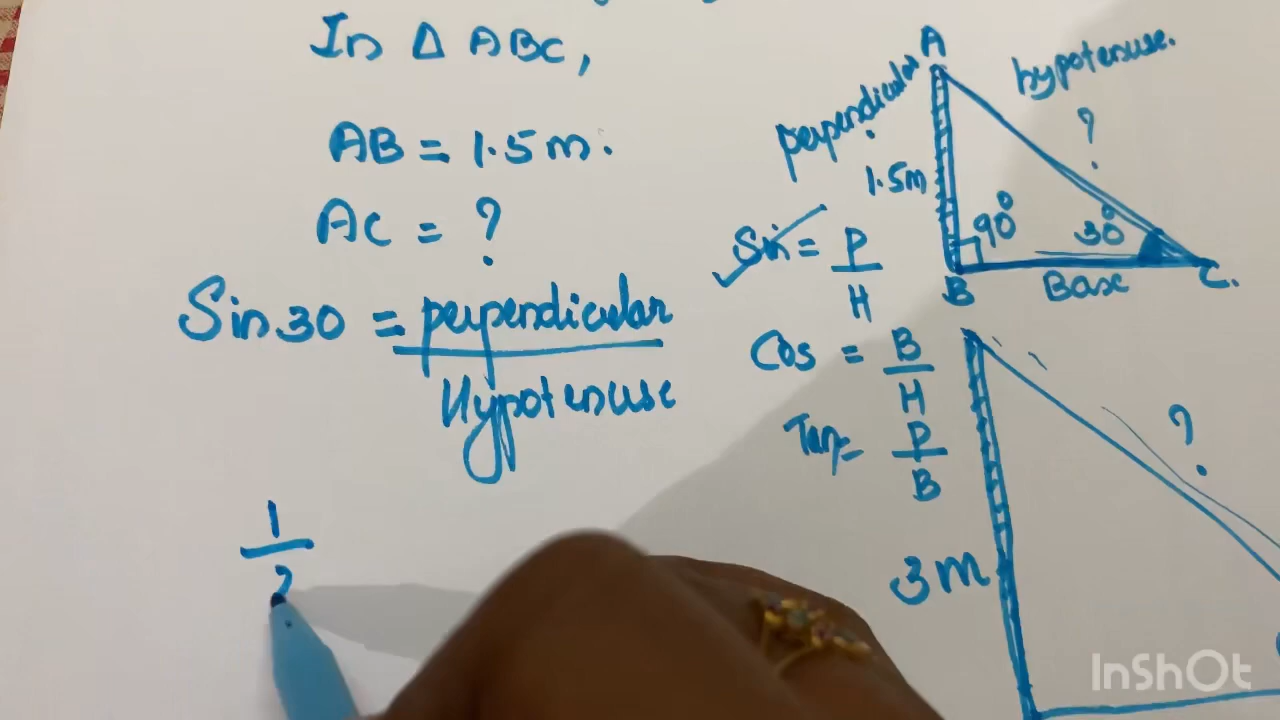 In Δ ABC,
AB = 1.5m.
AC = ?
Sin 30 = perpendicular
Hypotenuse
1
2
A
perpendicular
hypotenuse.
?
1.5m
90°
30°
B
Base
C.
Sin = P
H
Cos = B
H
Tan = P
B
?
3m
InShOt